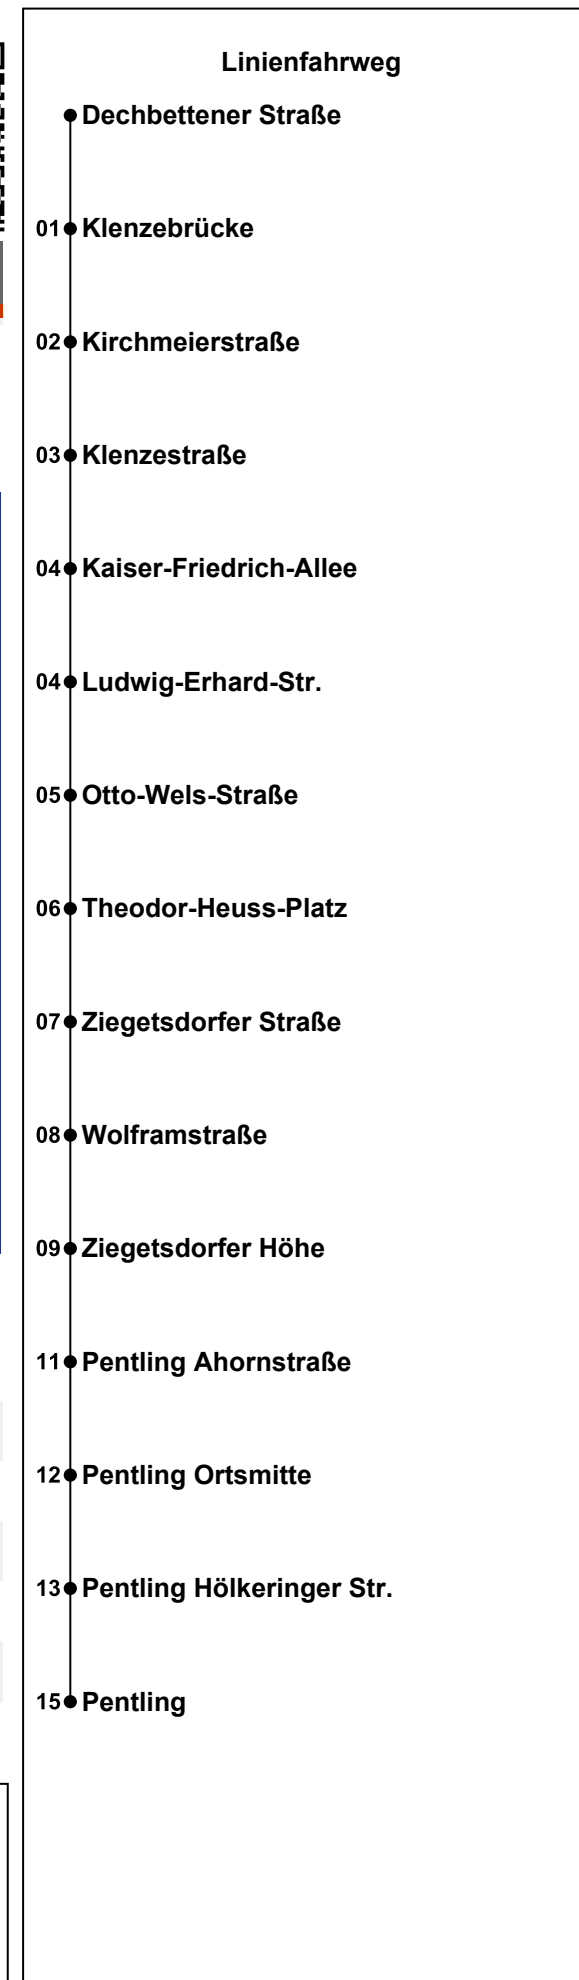 Linienfahrweg
Dechbettener Straße
01 Klenzebrücke
02 Kirchmeierstraße
03 Klenzestraße
04 Kaiser-Friedrich-Allee
04 Ludwig-Erhard-Str.
05 Otto-Wels-Straße
06 Theodor-Heuss-Platz
07 Ziegetsdorfer Straße
08 Wolframstraße
09 Ziegetsdorfer Höhe
11 Pentling Ahornstraße
12 Pentling Ortsmitte
13 Pentling Hölkeringer Str.
15 Pentling